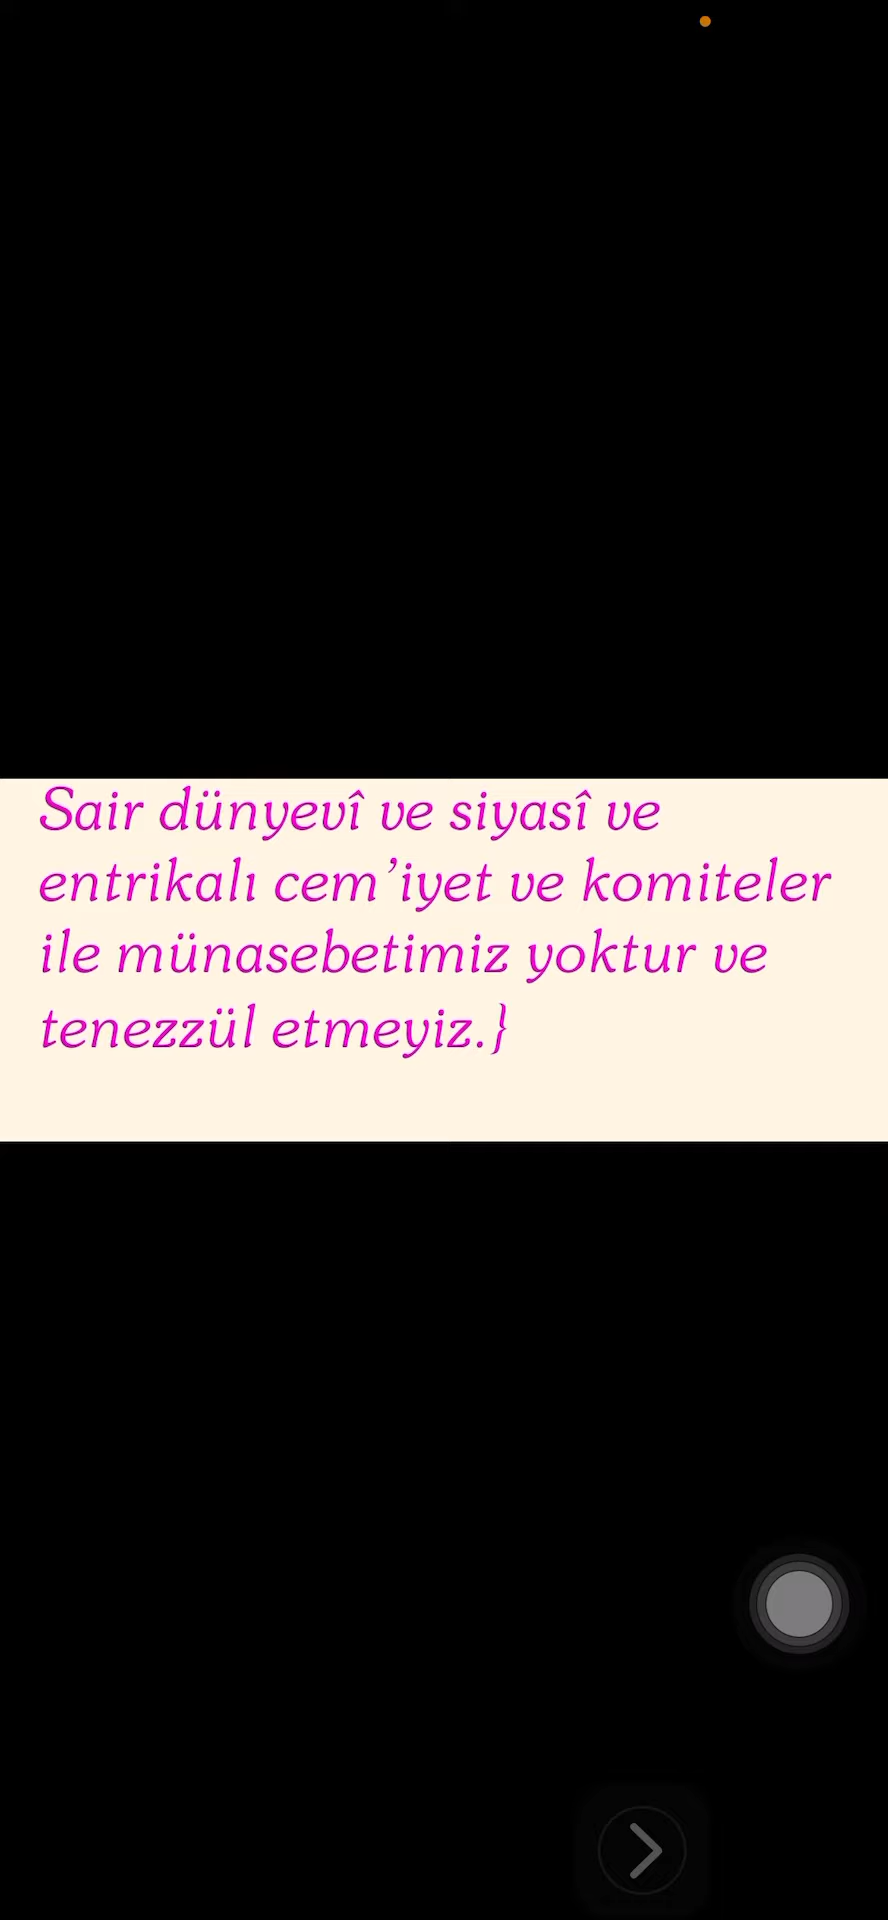 Sair dünyevî ve siyasî ve
entrikalı cem’iyet ve komiteler
ile münasebetimiz yoktur ve
tenezzül etmeyiz.}